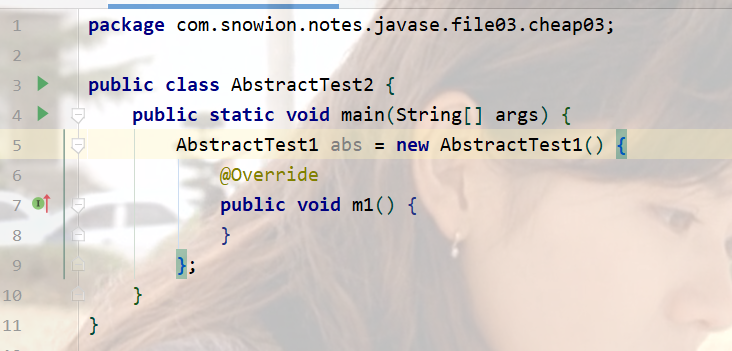 1 package com.snowion.notes.javase.file03.cheap03;
2
3 public class AbstractTest2 {
4 public static void main(String[] args) {
5 AbstractTest1 abs = new AbstractTest1() {
6 @Override
7 public void m1() {
8 }
9 };
10 }
11 }